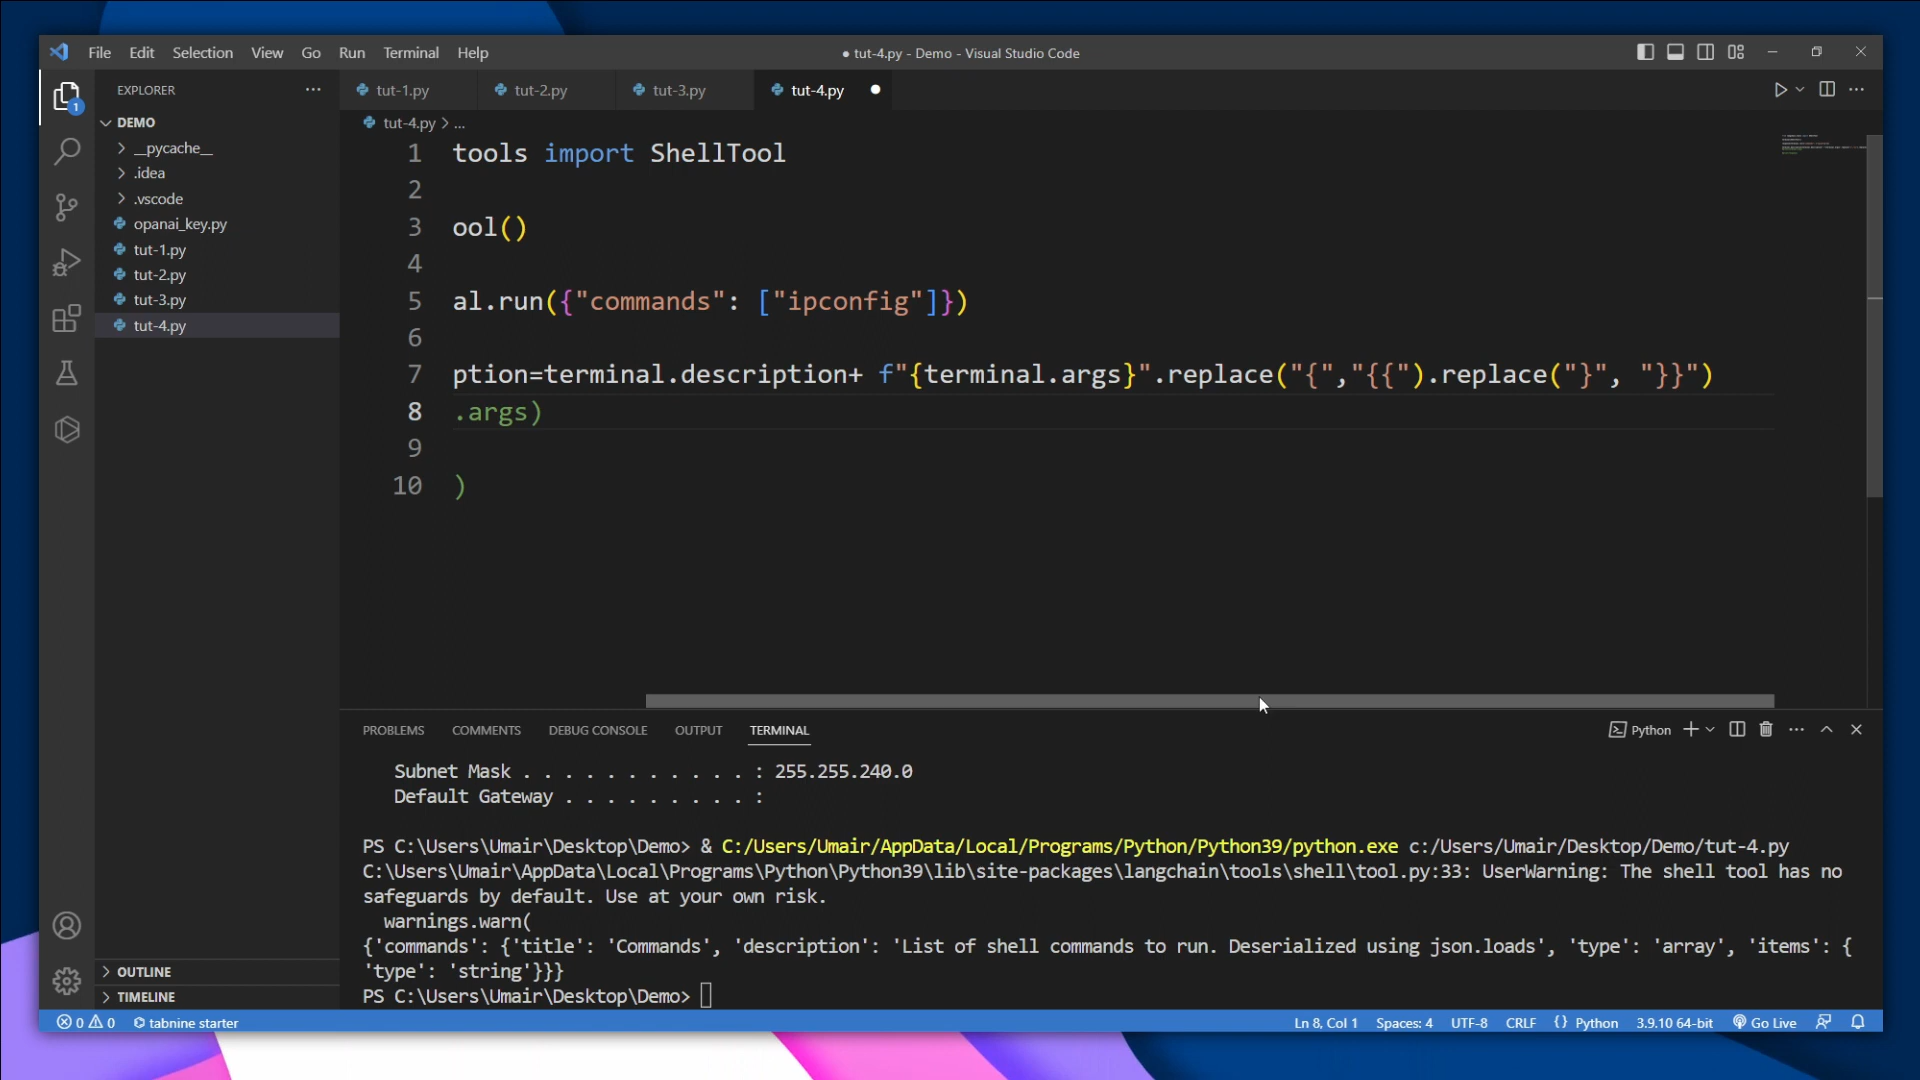 File Edit Selection View Go Run Terminal Help
● tut-4.py - Demo - Visual Studio Code
EXPLORER ...
tut-1.py tut-2.py tut-3.py tut-4.py ●
1
DEMO
__pycache__
.idea
.vscode
opanai_key.py
tut-1.py
tut-2.py
tut-3.py
tut-4.py
OUTLINE
TIMELINE
tut-4.py > ...
1 tools import ShellTool
2
3 ool()
4
5 al.run({"commands": ["ipconfig"]})
6
7 ption=terminal.description+ f"{terminal.args}".replace("{","{{").replace("}", "}}")
8 .args)
9
10 )
PROBLEMS COMMENTS DEBUG CONSOLE OUTPUT TERMINAL
Python
Subnet Mask . . . . . . . . . . . : 255.255.240.0
Default Gateway . . . . . . . . . :
PS C:\Users\Umair\Desktop\Demo> & C:/Users/Umair/AppData/Local/Programs/Python/Python39/python.exe c:/Users/Umair/Desktop/Demo/tut-4.py
C:\Users\Umair\AppData\Local\Programs\Python\Python39\lib\site-packages\langchain\tools\shell\tool.py:33: UserWarning: The shell tool has no
safeguards by default. Use at your own risk.
warnings.warn(
{'commands': {'title': 'Commands', 'description': 'List of shell commands to run. Deserialized using json.loads', 'type': 'array', 'items': {
'type': 'string'}}}
PS C:\Users\Umair\Desktop\Demo>
0 0 tabnine starter
Ln 8, Col 1 Spaces: 4 UTF-8 CRLF {} Python 3.9.10 64-bit Go Live